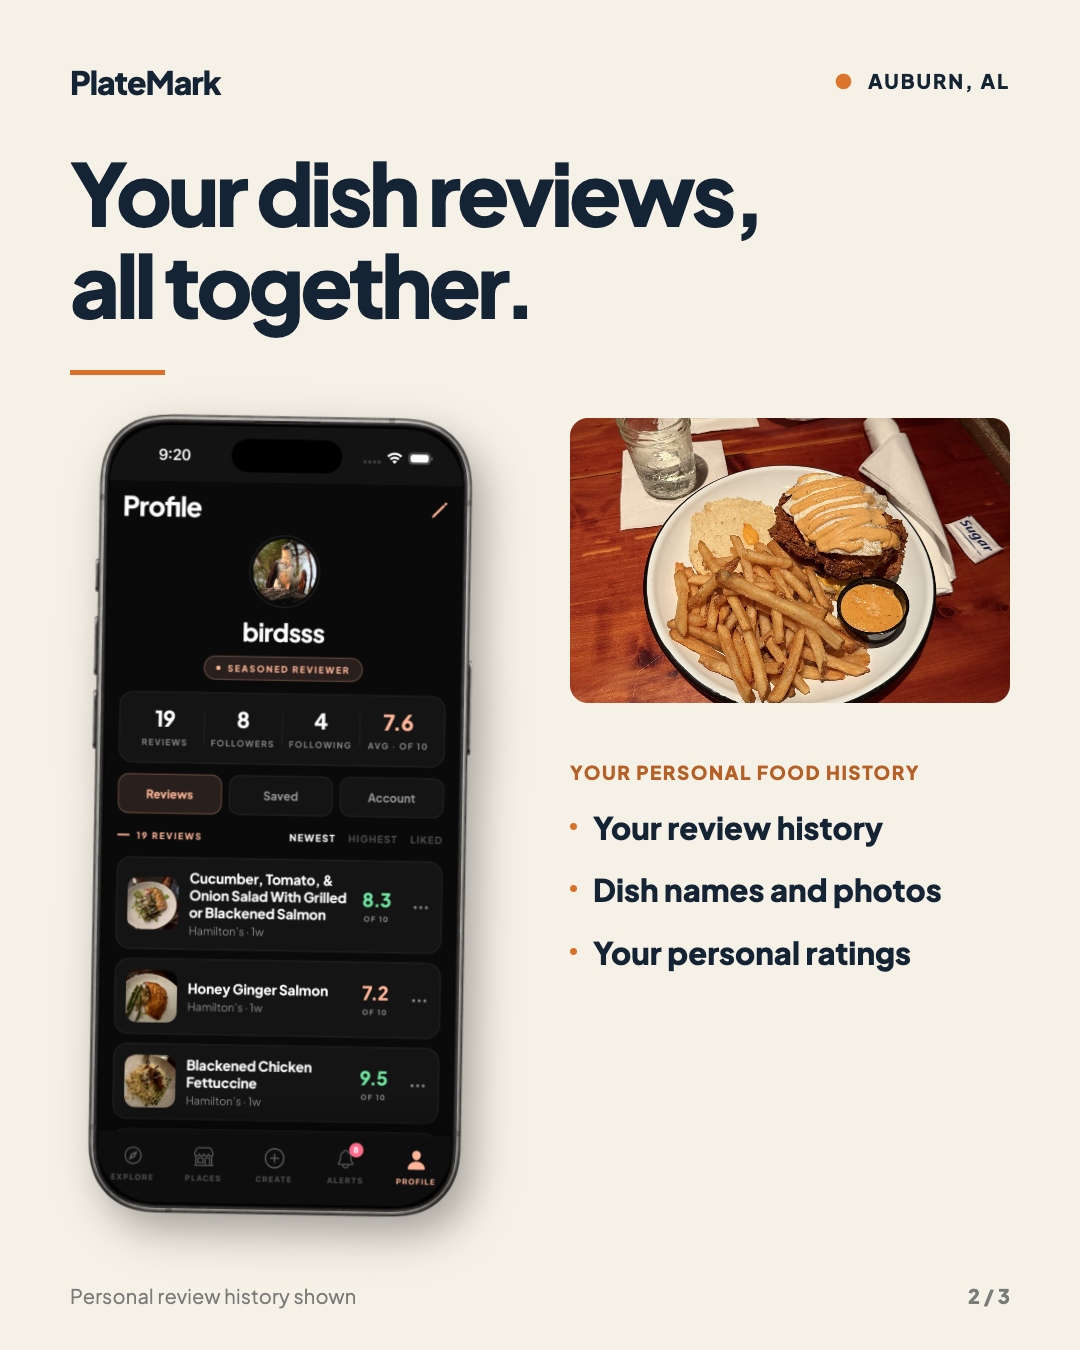 PlateMark
AUBURN, AL
Your dish reviews,
all together.
9:20
Profile
birdsss
SEASONED REVIEWER
19
REVIEWS
8
FOLLOWERS
4
FOLLOWING
7.6
AVG · OF 10
Reviews
Saved
Account
19 REVIEWS
NEWEST
HIGHEST
LIKED
Cucumber, Tomato, &
Onion Salad With Grilled
or Blackened Salmon
Hamilton's · 1w
8.3
OF 10
Honey Ginger Salmon
Hamilton's · 1w
7.2
OF 10
Blackened Chicken
Fettuccine
Hamilton's · 1w
9.5
OF 10
EXPLORE
PLACES
CREATE
8
ALERTS
PROFILE
Sugar
YOUR PERSONAL FOOD HISTORY
• Your review history
• Dish names and photos
• Your personal ratings
Personal review history shown
2 / 3